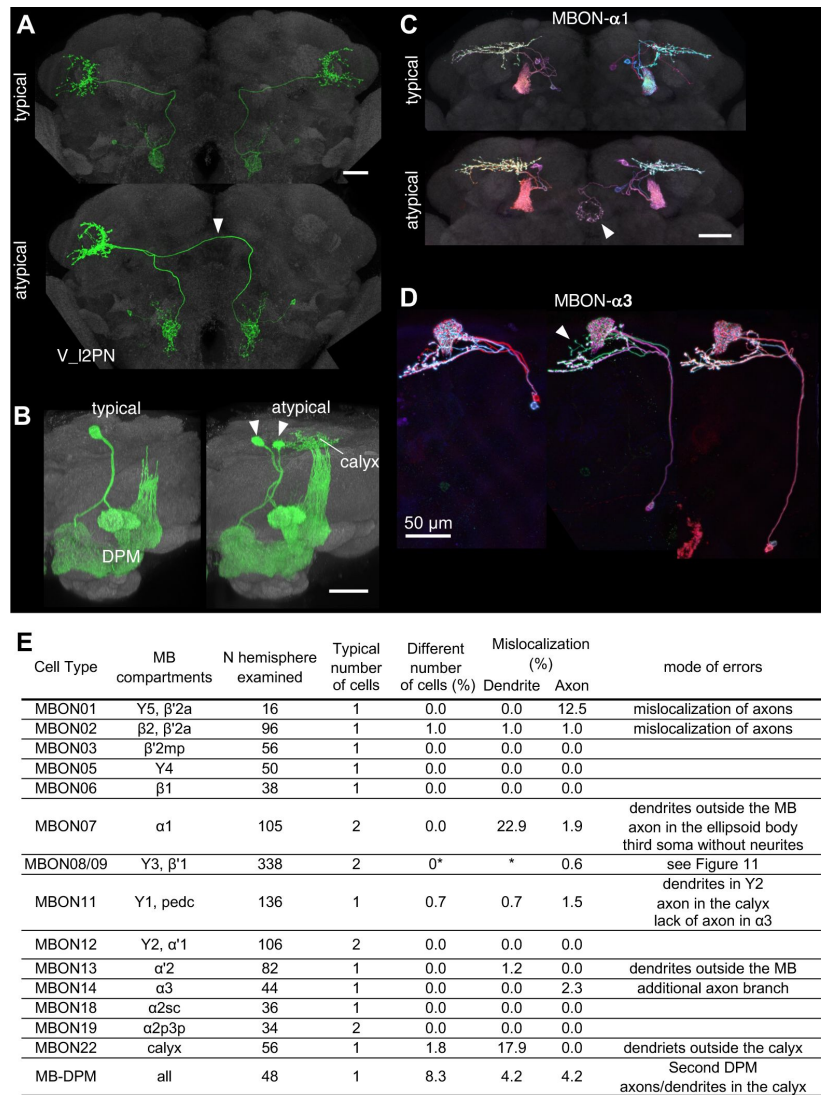 A
typical
atypical
V_l2PN
B
typical
atypical
calyx
DPM
C
MBON-α1
typical
atypical
D
MBON-α3
50 µm
E
Cell Type MB compartments N hemisphere examined Typical number of cells Different number of cells (%) Mislocalization (%) Dendrite Axon mode of errors
MBON01 Υ5, β'2a 16 1 0.0 0.0 12.5 mislocalization of axons
MBON02 β2, β'2a 96 1 1.0 1.0 1.0 mislocalization of axons
MBON03 β'2mp 56 1 0.0 0.0 0.0
MBON05 Υ4 50 1 0.0 0.0 0.0
MBON06 β1 38 1 0.0 0.0 0.0
MBON07 α1 105 2 0.0 22.9 1.9 dendrites outside the MB
axon in the ellipsoid body
third soma without neurites
MBON08/09 Υ3, β'1 338 2 0* * 0.6 see Figure 11
MBON11 Υ1, pedc 136 1 0.7 0.7 1.5 dendrites in Υ2
axon in the calyx
lack of axon in α3
MBON12 Υ2, α'1 106 2 0.0 0.0 0.0
MBON13 α'2 82 1 0.0 1.2 0.0 dendrites outside the MB
MBON14 α3 44 1 0.0 0.0 2.3 additional axon branch
MBON18 α2sc 36 1 0.0 0.0 0.0
MBON19 α2p3p 34 2 0.0 0.0 0.0
MBON22 calyx 56 1 1.8 17.9 0.0 dendriets outside the calyx
MB-DPM all 48 1 8.3 4.2 4.2 Second DPM
axons/dendrites in the calyx